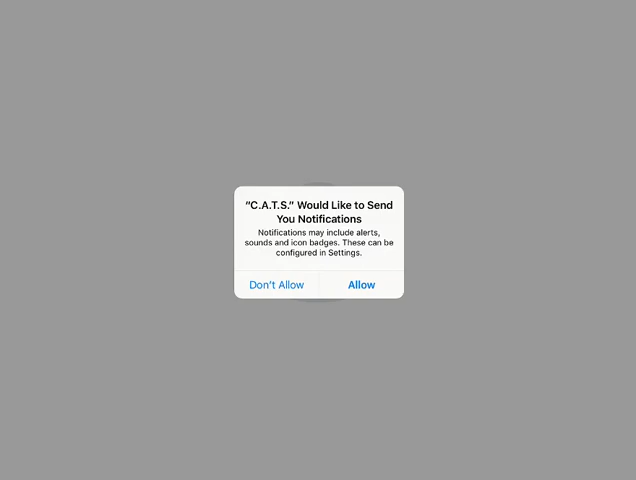 “C.A.T.S.” Would Like to Send
You Notifications
Notifications may include alerts,
sounds and icon badges. These can be
configured in Settings.
Don’t Allow
Allow